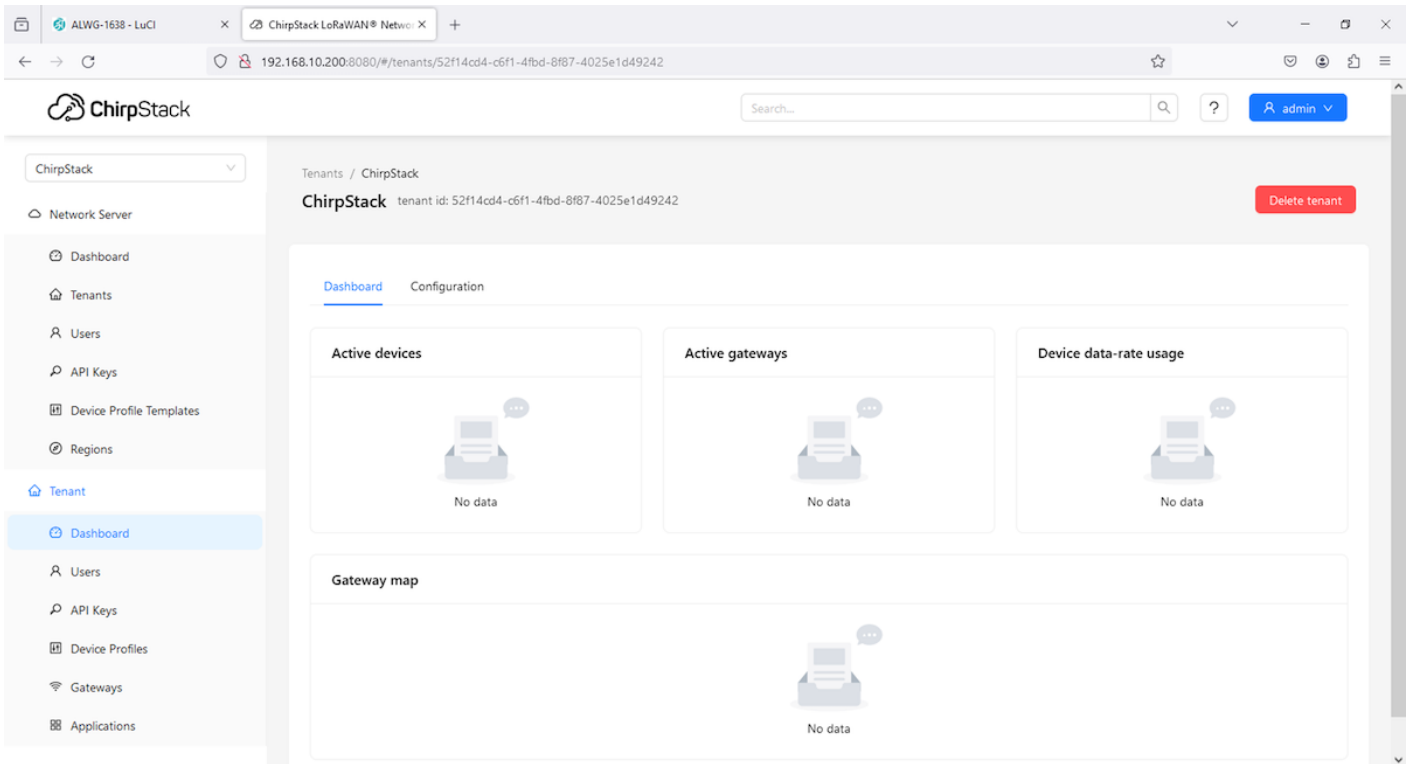 ALWG-1638 - LuCI
ChirpStack LoRaWAN® Networ
192.168.10.200:8080/#/tenants/52f14cd4-c6f1-4fbd-8f87-4025e1d49242
ChirpStack
Search...
?
admin
ChirpStack
Network Server
Dashboard
Tenants
Users
API Keys
Device Profile Templates
Regions
Tenant
Dashboard
Users
API Keys
Device Profiles
Gateways
Applications
Tenants / ChirpStack
ChirpStack tenant id: 52f14cd4-c6f1-4fbd-8f87-4025e1d49242
Delete tenant
Dashboard Configuration
Active devices
No data
Active gateways
No data
Device data-rate usage
No data
Gateway map
No data